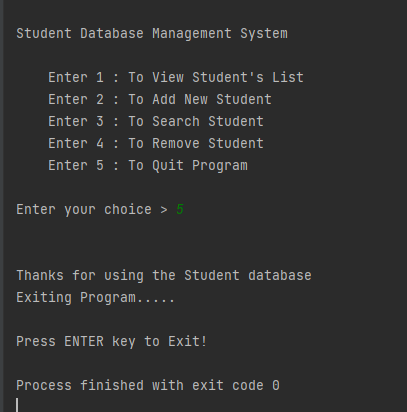 Student Database Management System
Enter 1 : To View Student's List
Enter 2 : To Add New Student
Enter 3 : To Search Student
Enter 4 : To Remove Student
Enter 5 : To Quit Program
Enter your choice > 5
Thanks for using the Student database
Exiting Program.....
Press ENTER key to Exit!
Process finished with exit code 0